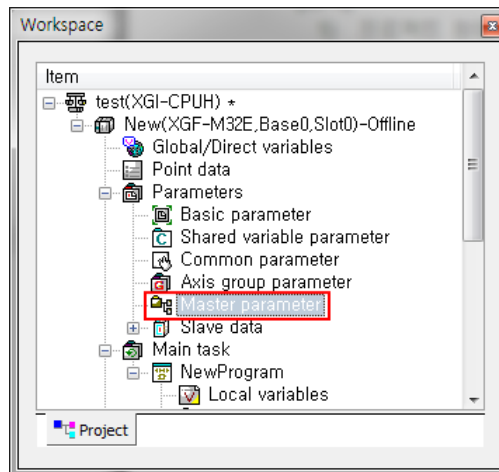 Workspace
Item
test(XGI-CPUH) *
New(XGF-M32E,Base0,Slot0)-Offline
Global/Direct variables
Point data
Parameters
Basic parameter
Shared variable parameter
Common parameter
Axis group parameter
Master parameter
Slave data
Main task
NewProgram
Local variables
Project